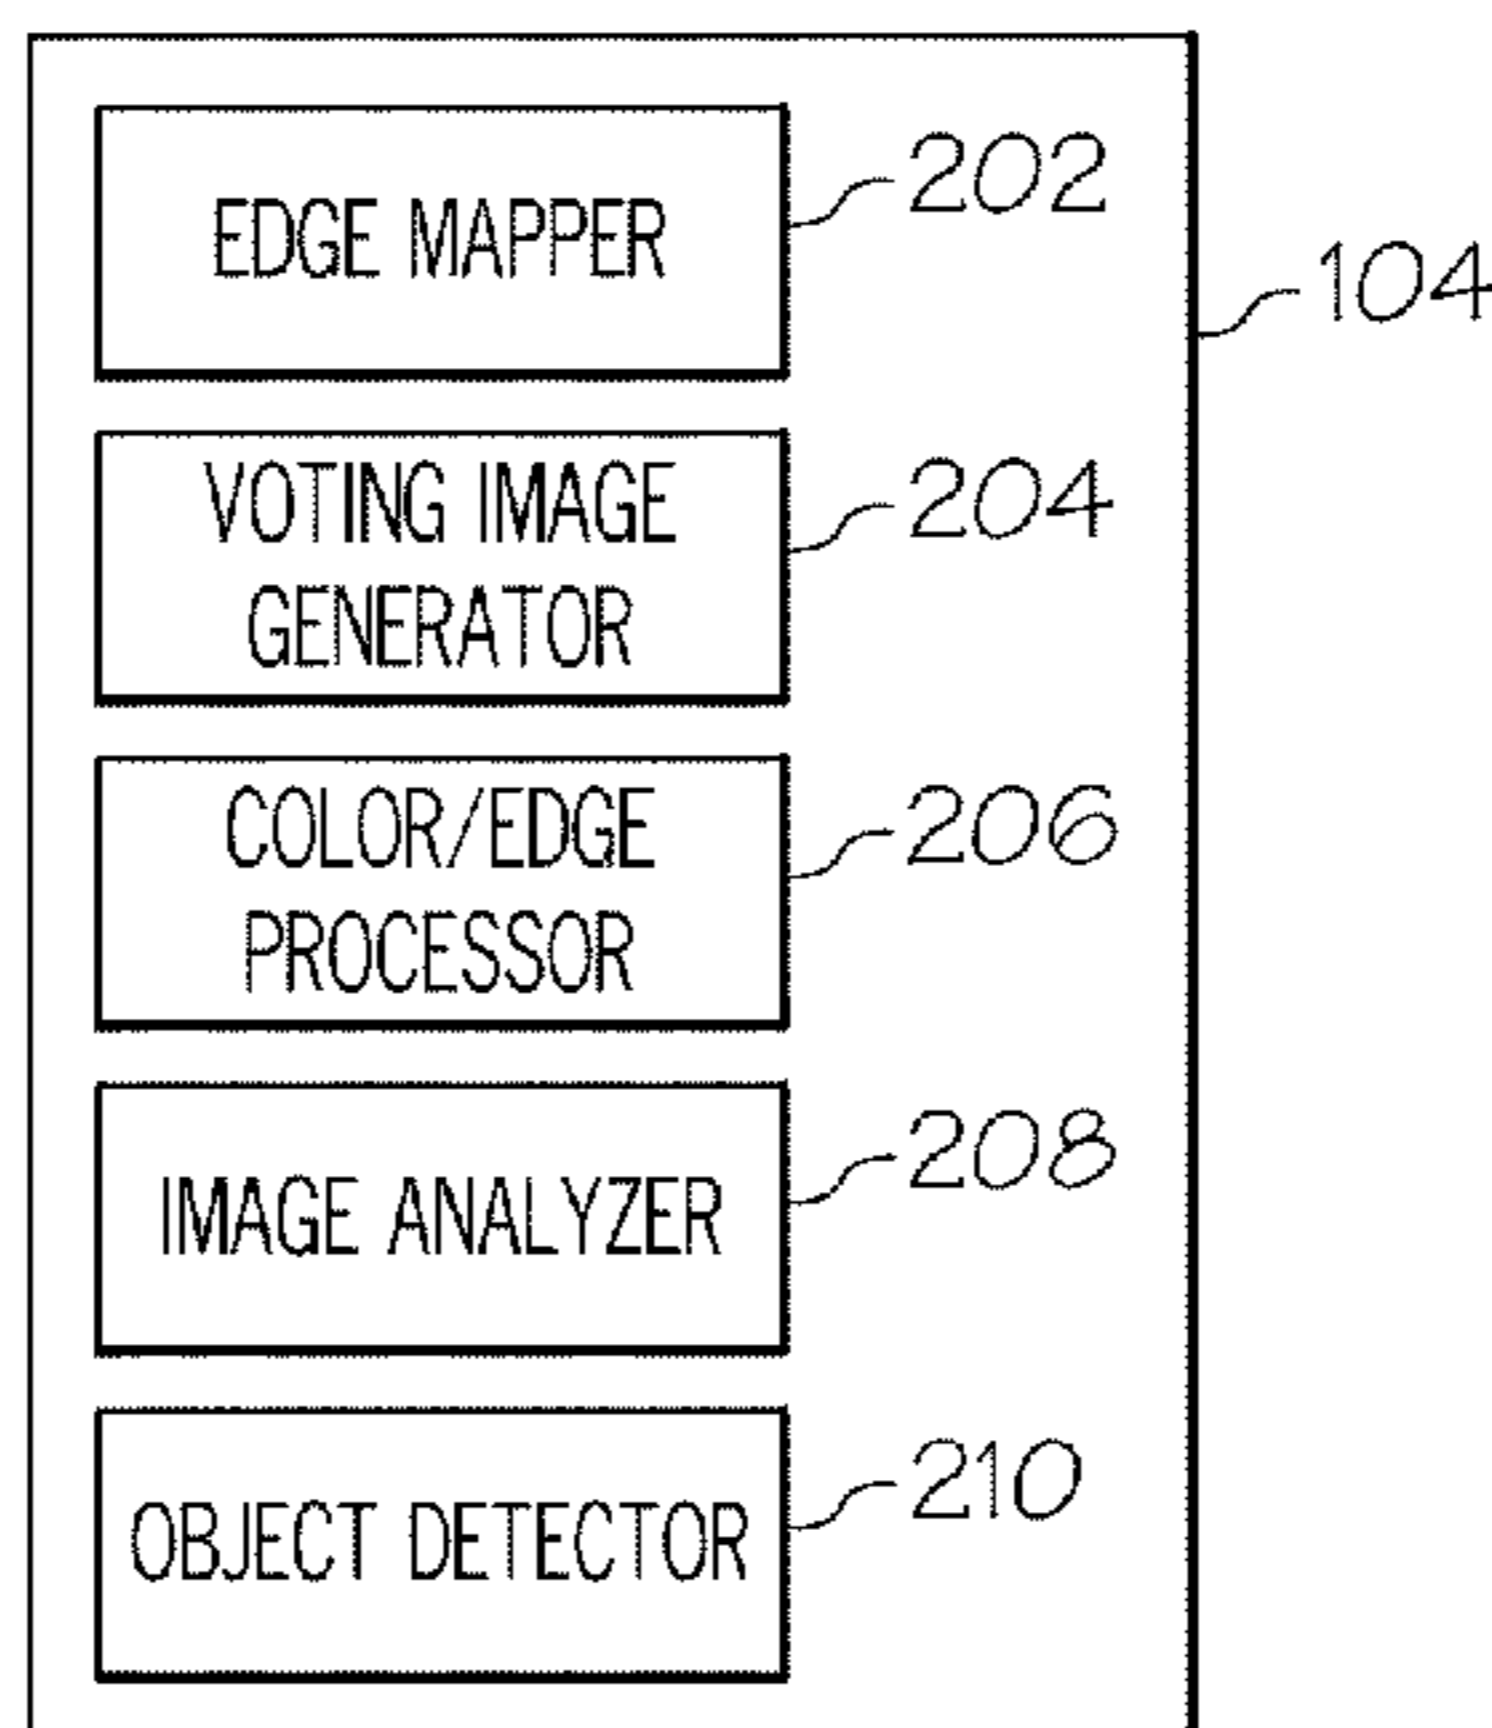 EDGE MAPPER
202
104
VOTING IMAGE
GENERATOR
204
COLOR/EDGE
PROCESSOR
206
IMAGE ANALYZER
208
OBJECT DETECTOR
210